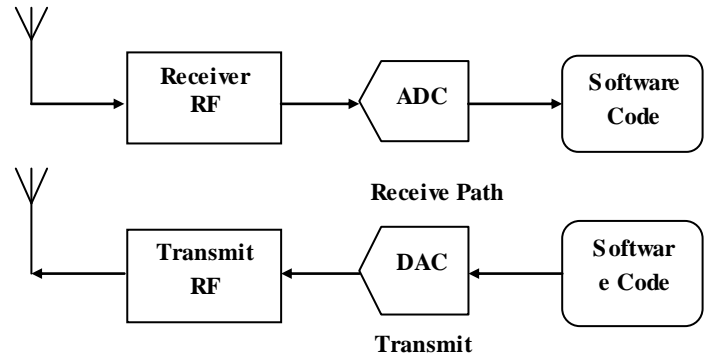 Receiver
RF
ADC
Software
Code
Receive Path
Transmit
RF
DAC
Softwar
e Code
Transmit